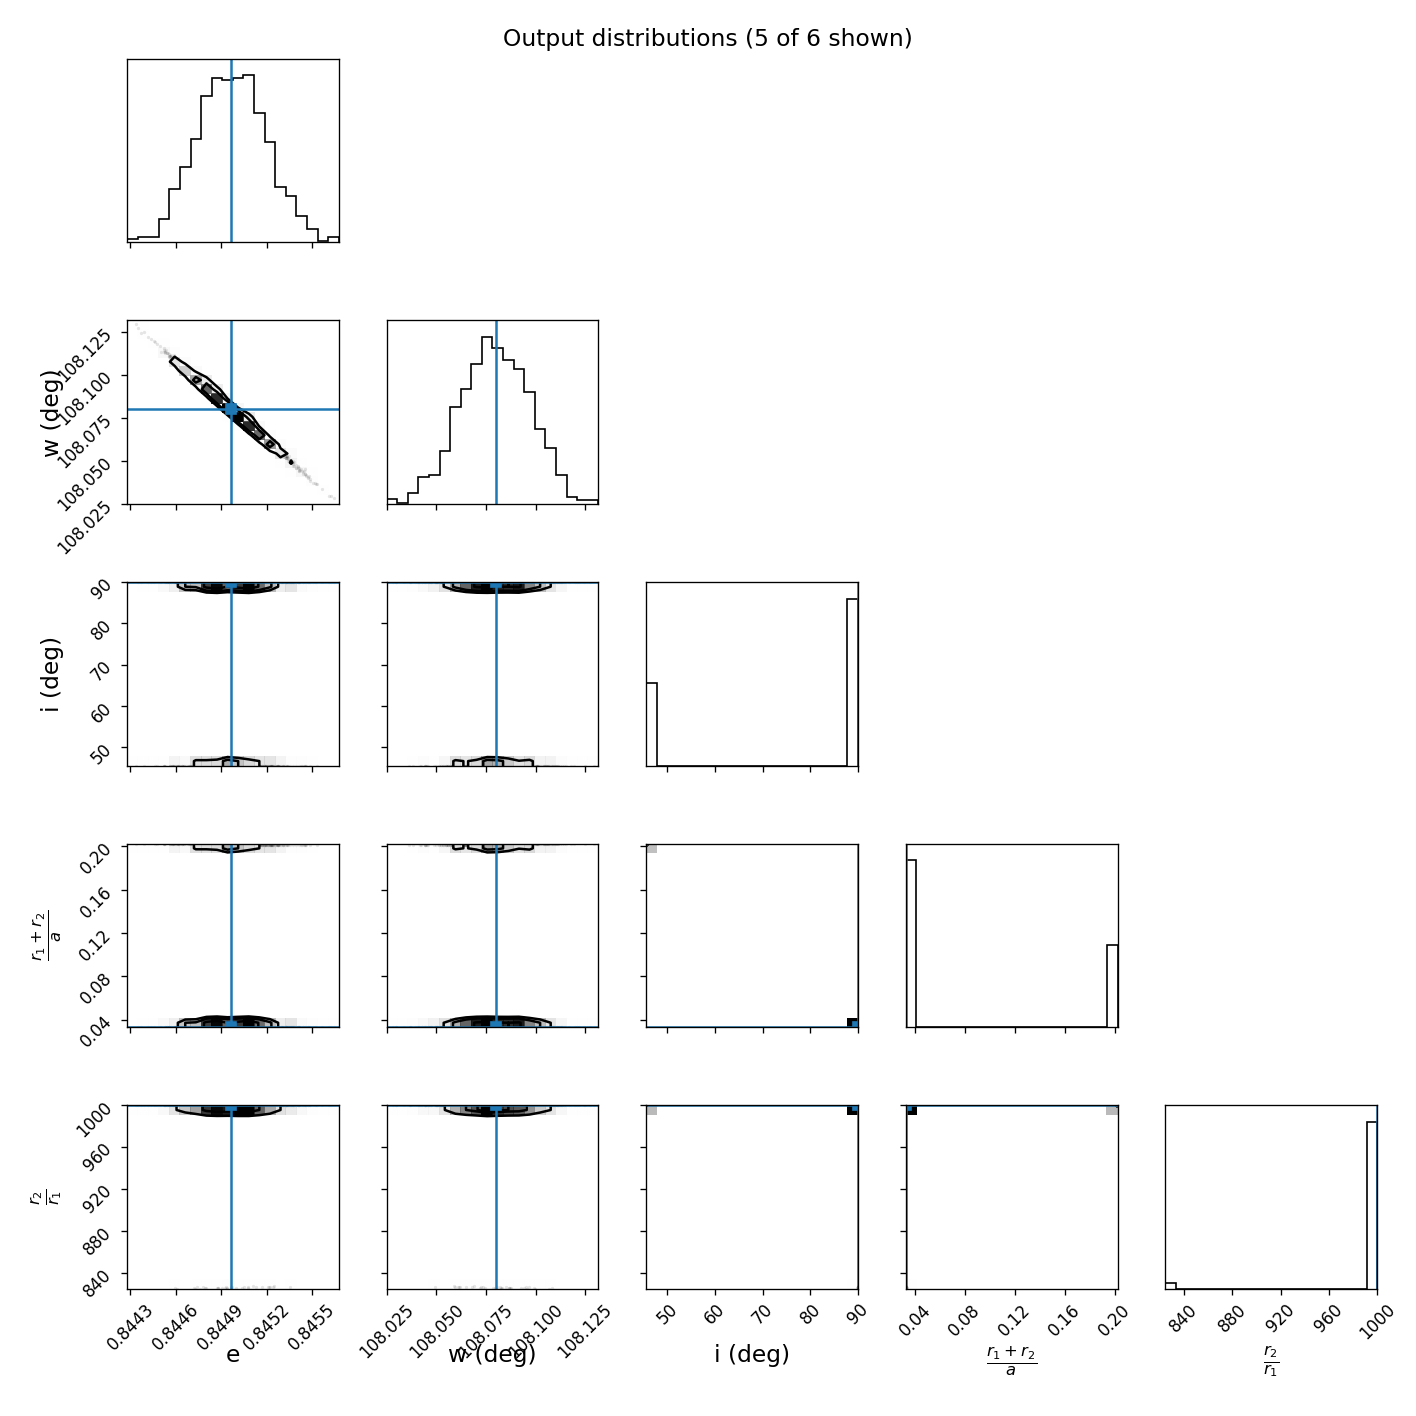 Output distributions (5 of 6 shown)
w (deg)
108.125
108.100
108.075
108.050
108.025
i (deg)
90
80
70
60
50
r₁ + r₂
a
0.20
0.16
0.12
0.08
0.04
r₂
r₁
1000
960
920
880
840
0.8443 0.8446 0.8449 0.8452 0.8455
e
108.025 108.050 108.075 108.100 108.125
w (deg)
50 60 70 80 90
i (deg)
0.04 0.08 0.12 0.16 0.20
r₁ + r₂
a
840 880 920 960 1000
r₂
r₁